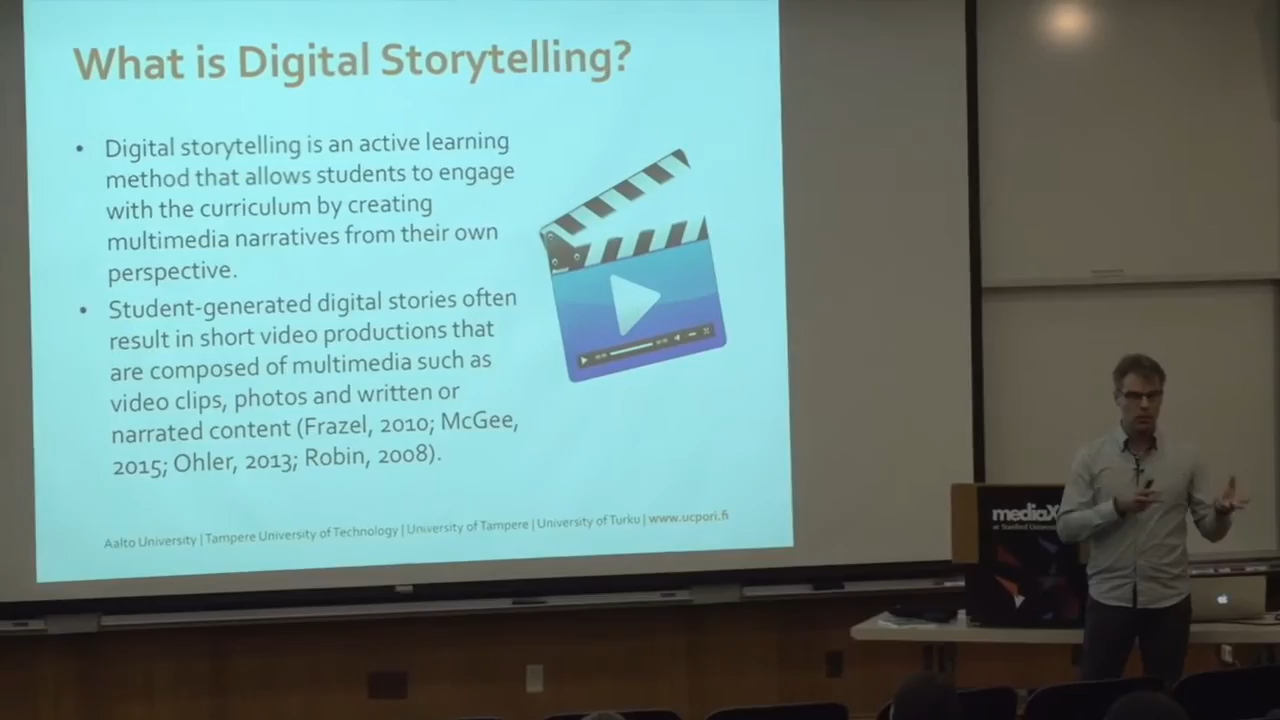 What is Digital Storytelling?
• Digital storytelling is an active learning
method that allows students to engage
with the curriculum by creating
multimedia narratives from their own
perspective.
• Student-generated digital stories often
result in short video productions that
are composed of multimedia such as
video clips, photos and written or
narrated content (Frazel, 2010; McGee,
2015; Ohler, 2013; Robin, 2008).
Aalto University | Tampere University of Technology | University of Tampere | University of Turku | www.ucpori.fi
mediaX
at Stanford